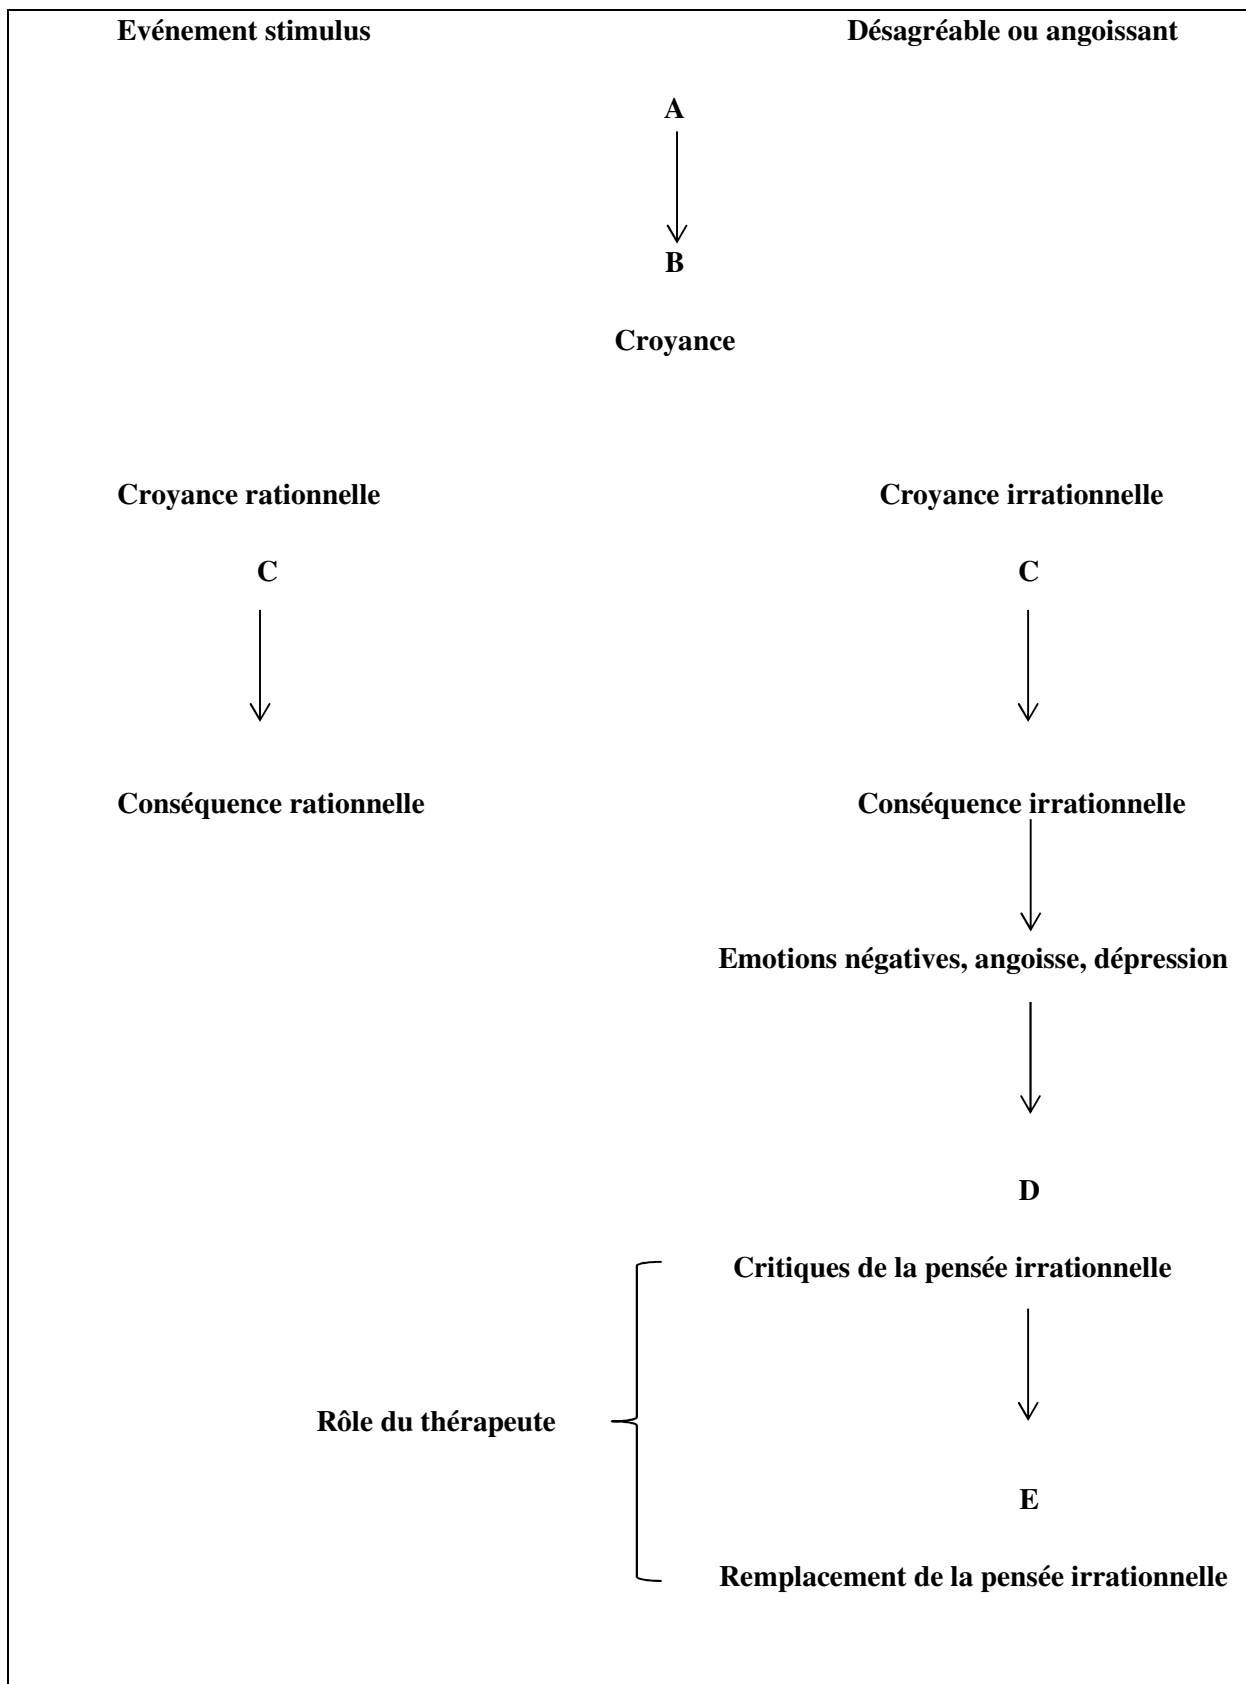 Evénement stimulus Désagréable ou angoissant
A
B
Croyance
Croyance rationnelle Croyance irrationnelle
C C
Conséquence rationnelle Conséquence irrationnelle
Emotions négatives, angoisse, dépression
D
Critiques de la pensée irrationnelle
Rôle du thérapeute
E
Remplacement de la pensée irrationnelle